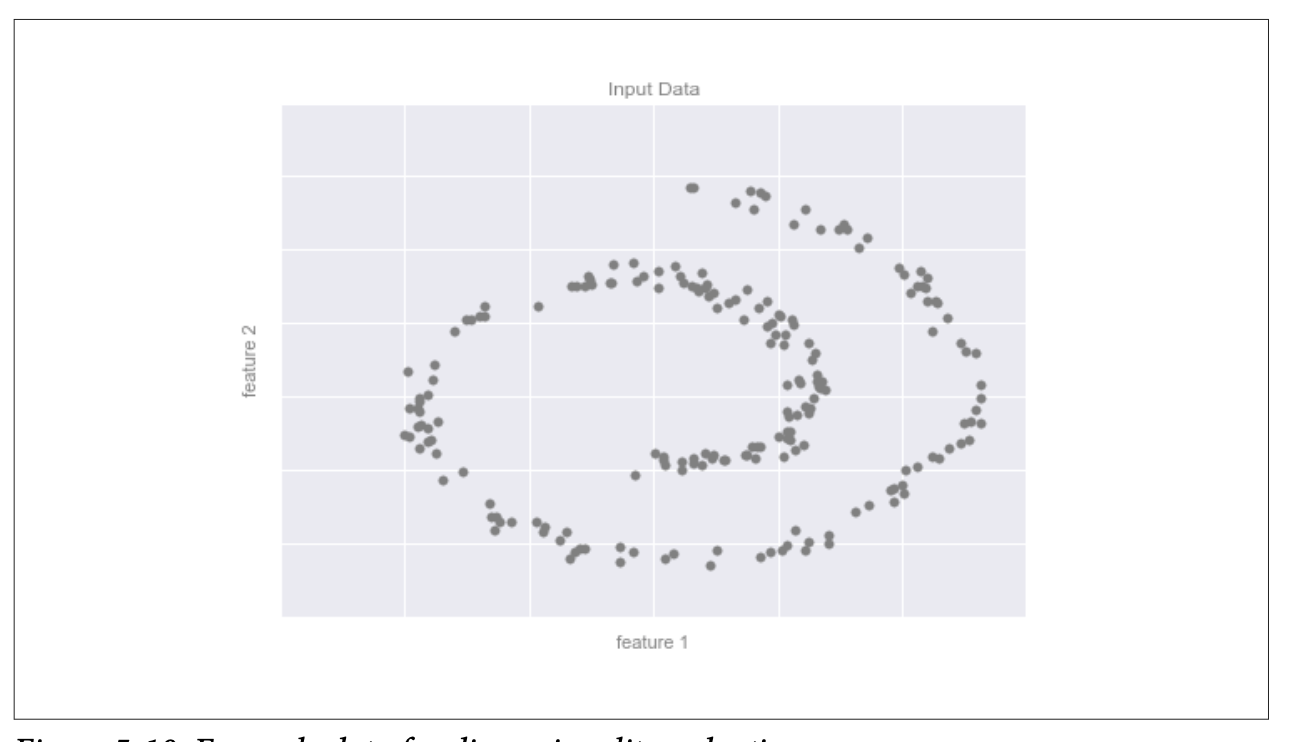 Input Data
feature 2
feature 1
Figure 5-10. Example data for dimensionality reduction